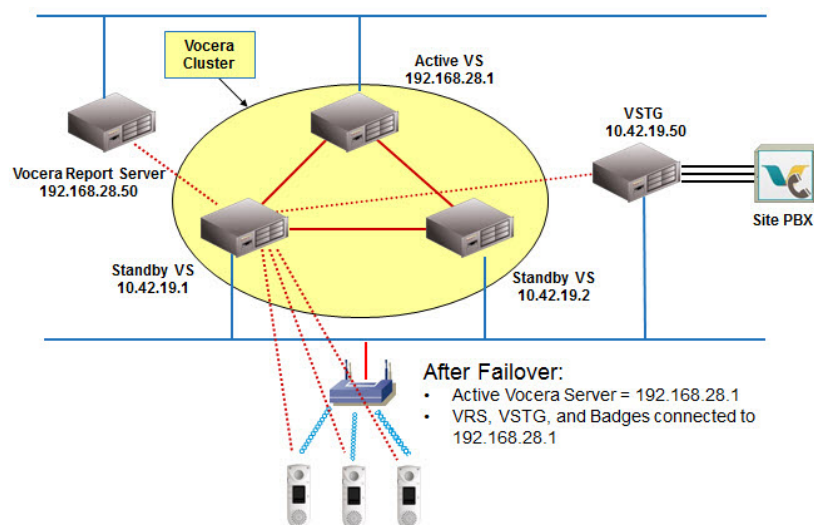 Vocera
Cluster
Active VS
192.168.28.1
VSTG
10.42.19.50
Vocera Report Server
192.168.28.50
Site PBX
Standby VS
10.42.19.1
Standby VS
10.42.19.2
After Failover:
• Active Vocera Server = 192.168.28.1
• VRS, VSTG, and Badges connected to
192.168.28.1